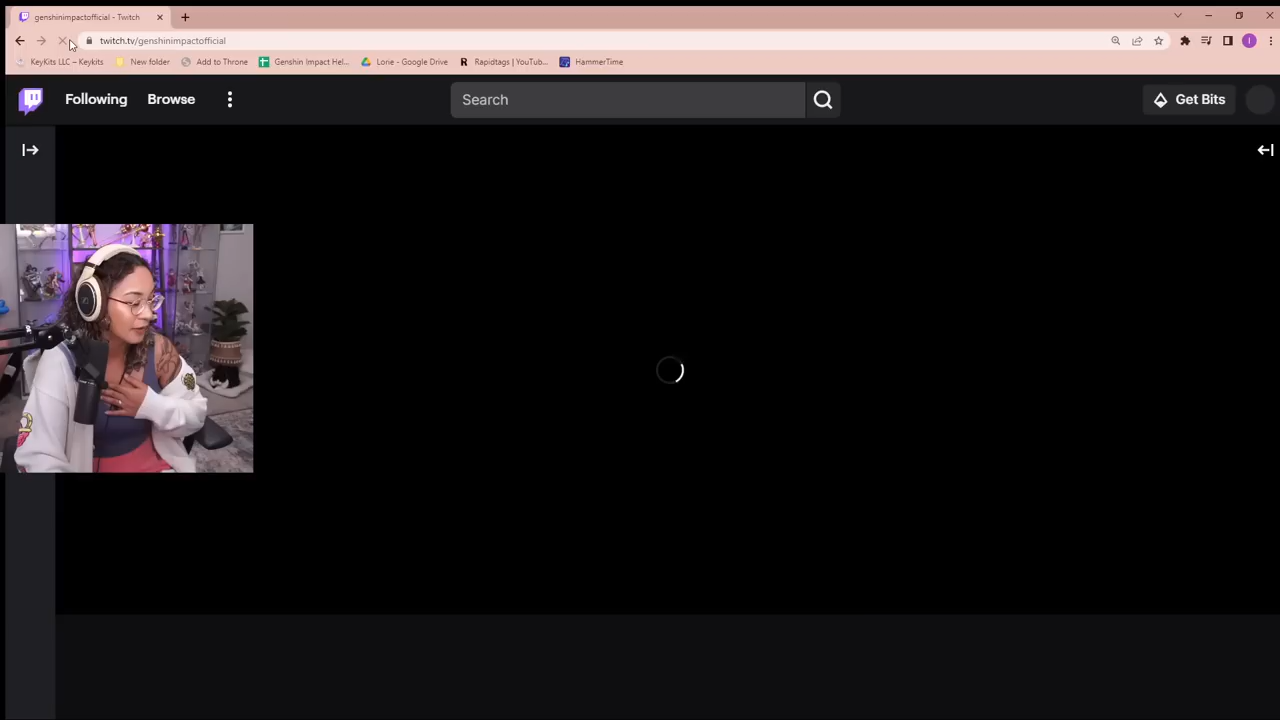 genshinimpactofficial - Twitch
twitch.tv/genshinimpactofficial
KeyKits LLC – Keykits
New folder
Add to Throne
Genshin Impact Hel...
Lorie - Google Drive
Rapidtags | YouTub...
HammerTime
Following
Browse
Search
Get Bits